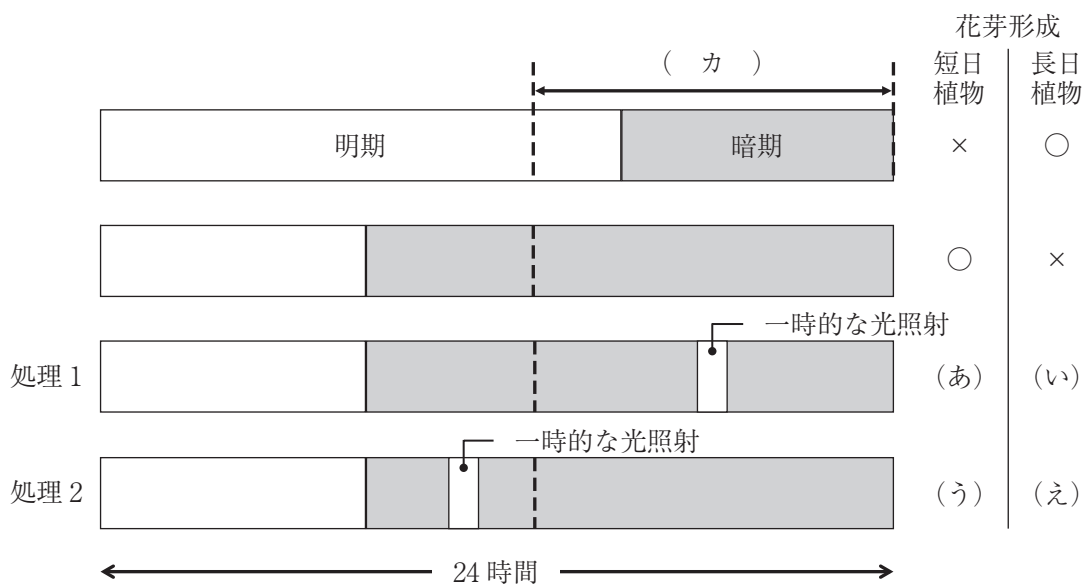 花芽形成
(　カ　)
短日
植物
長日
植物
明期
暗期
×
○
○
×
一時的な光照射
処理1
(あ)
(い)
一時的な光照射
処理2
(う)
(え)
24時間